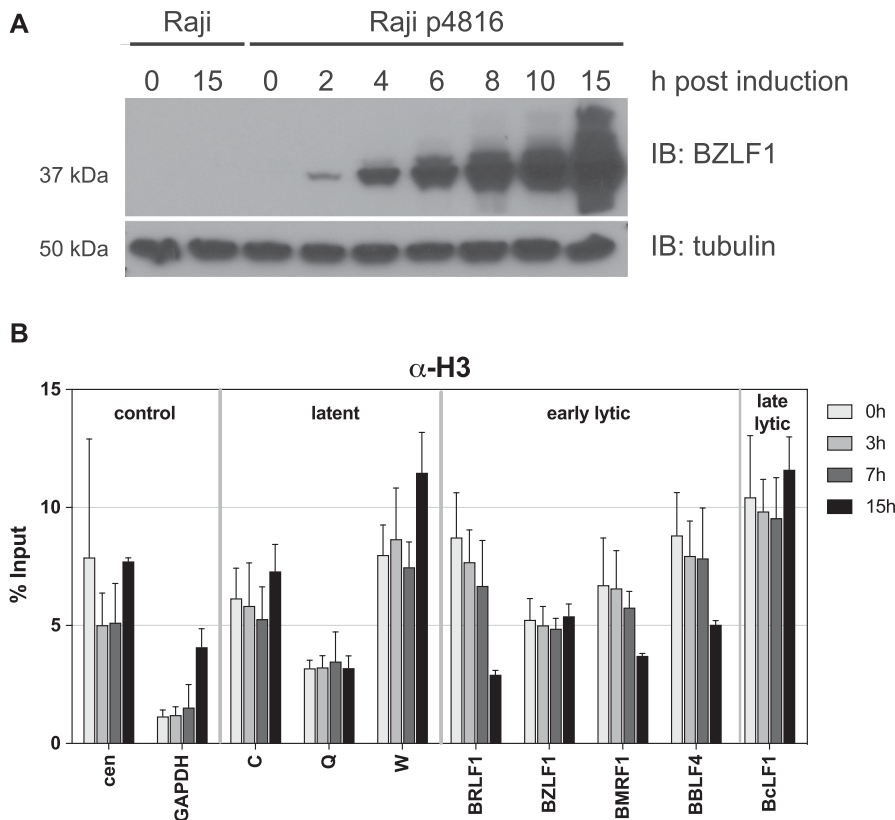 A
Raji
Raji p4816
0 15 0 2 4 6 8 10 15 h post induction
37 kDa
IB: BZLF1
50 kDa
IB: tubulin
B
α-H3
15
10
5
0
% Input
control
latent
early lytic
late
lytic
0h
3h
7h
15h
cen
GAPDH
C
Q
W
BRLF1
BZLF1
BMRF1
BBLF4
BcLF1